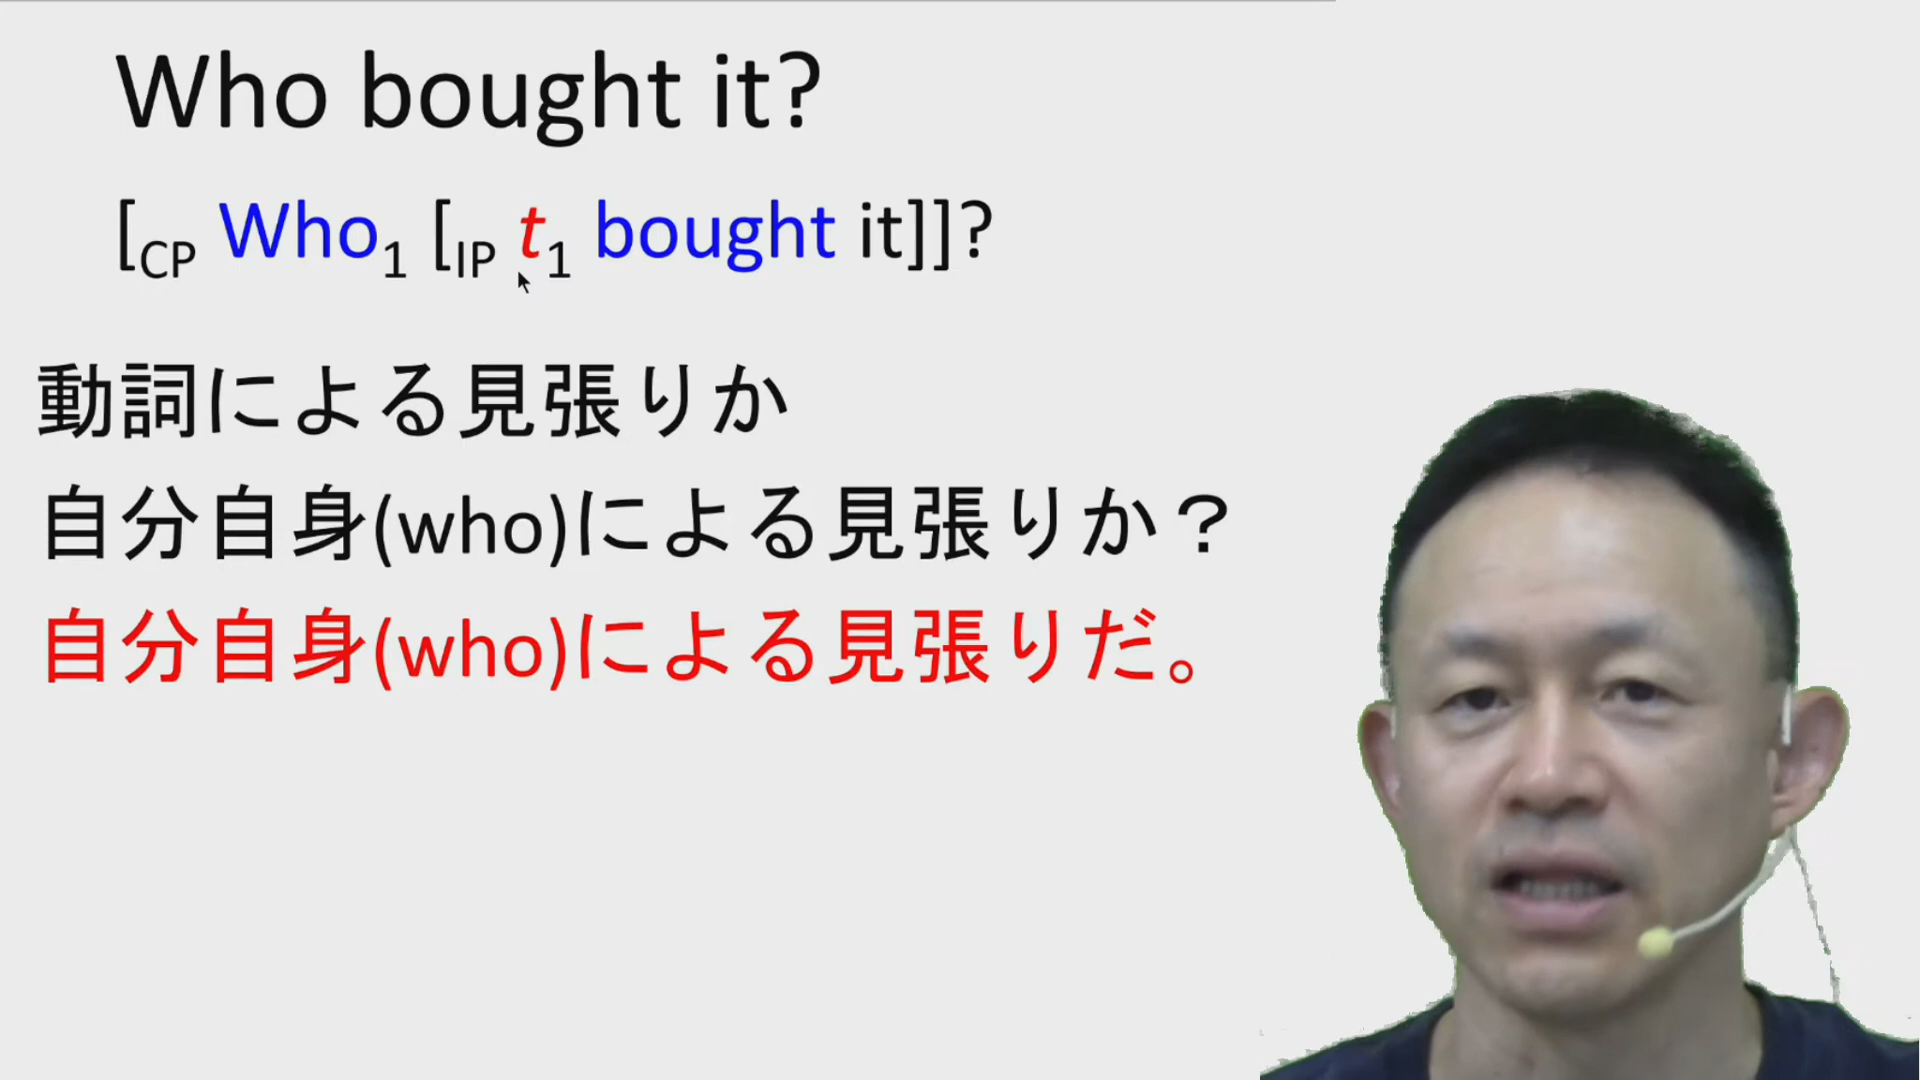 Who bought it?
[CP Who1 [IP t1 bought it]]?
動詞による見張りか
自分自身(who)による見張りか？
自分自身(who)による見張りだ。